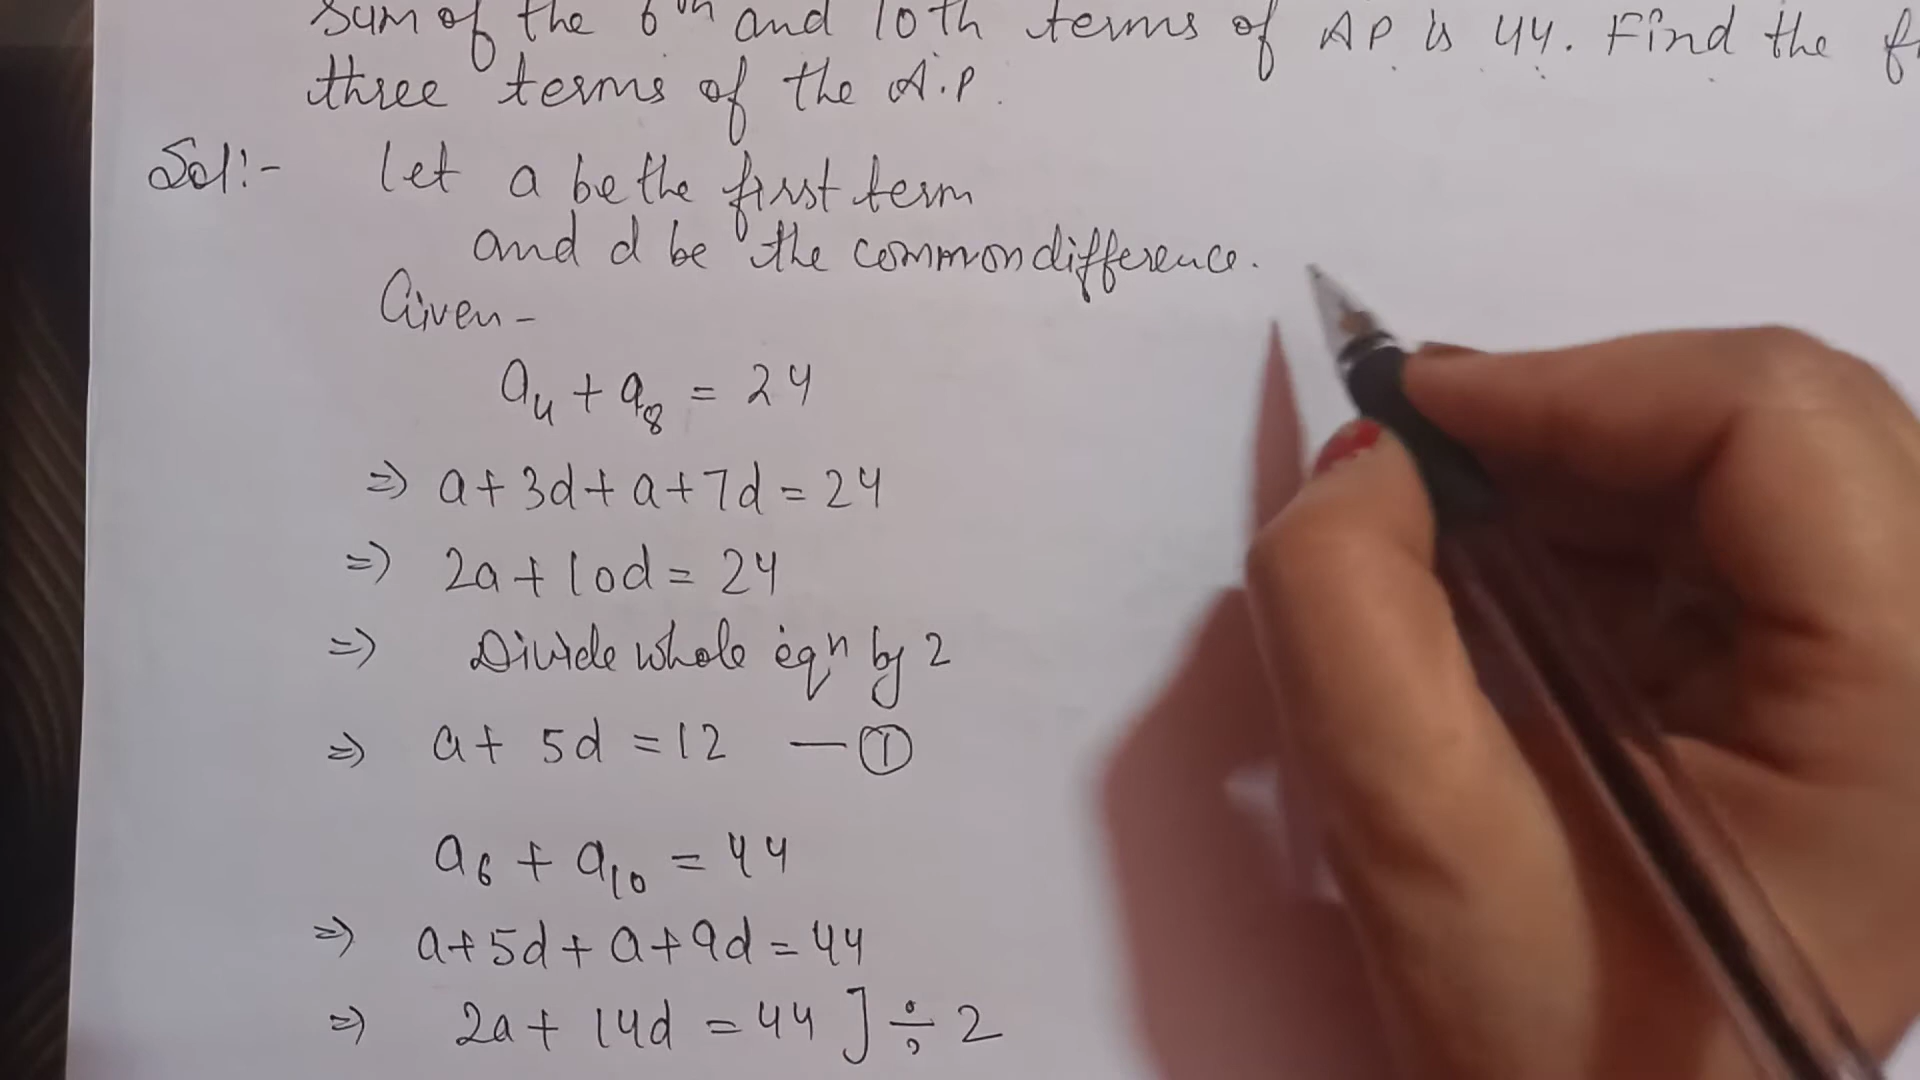 Sum of the 6th and 10th terms of AP is 44. Find the
three terms of the A.P.
Sol:- Let a be the first term
and d be the common difference.
Given-
a₄ + a₈ = 24
=> a + 3d + a + 7d = 24
=> 2a + 10d = 24
=> Divide whole eqn by 2
=> a + 5d = 12 — ①
a₆ + a₁₀ = 44
=> a + 5d + a + 9d = 44
=> 2a + 14d = 44 ] ÷ 2